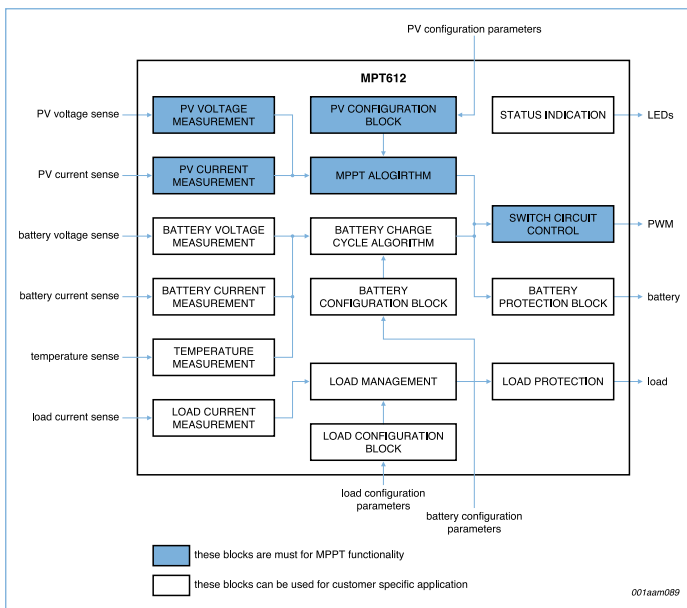 PV configuration parameters
MPT612
PV voltage sense
PV VOLTAGE
MEASUREMENT
PV CONFIGURATION
BLOCK
STATUS INDICATION
LEDs
PV current sense
PV CURRENT
MEASUREMENT
MPPT ALOGIRTHM
SWITCH CIRCUIT
CONTROL
PWM
battery voltage sense
BATTERY VOLTAGE
MEASUREMENT
BATTERY CHARGE
CYCLE ALGORITHM
battery current sense
BATTERY CURRENT
MEASUREMENT
BATTERY
CONFIGURATION BLOCK
BATTERY
PROTECTION BLOCK
battery
temperature sense
TEMPERATURE
MEASUREMENT
LOAD MANAGEMENT
LOAD PROTECTION
load
load current sense
LOAD CURRENT
MEASUREMENT
LOAD CONFIGURATION
BLOCK
load configuration
parameters
battery configuration
parameters
these blocks are must for MPPT functionality
these blocks can be used for customer specific application
001aam089